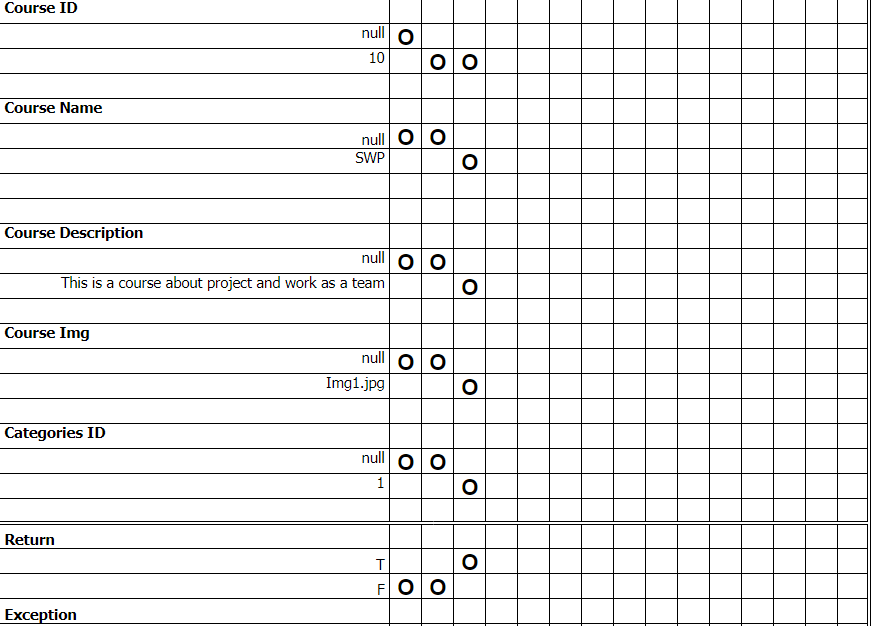 Course ID
null O
10 O O
Course Name
null O O
SWP O
Course Description
null O O
This is a course about project and work as a team O
Course Img
null O O
Img1.jpg O
Categories ID
null O O
1 O
Return
T O
F O O
Exception